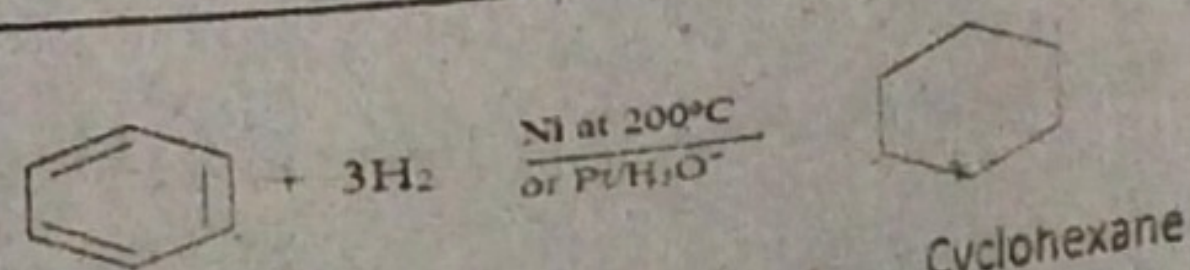 + 3H₂
Ni at 200°C
or Pt/H₃O⁻
Cyclohexane